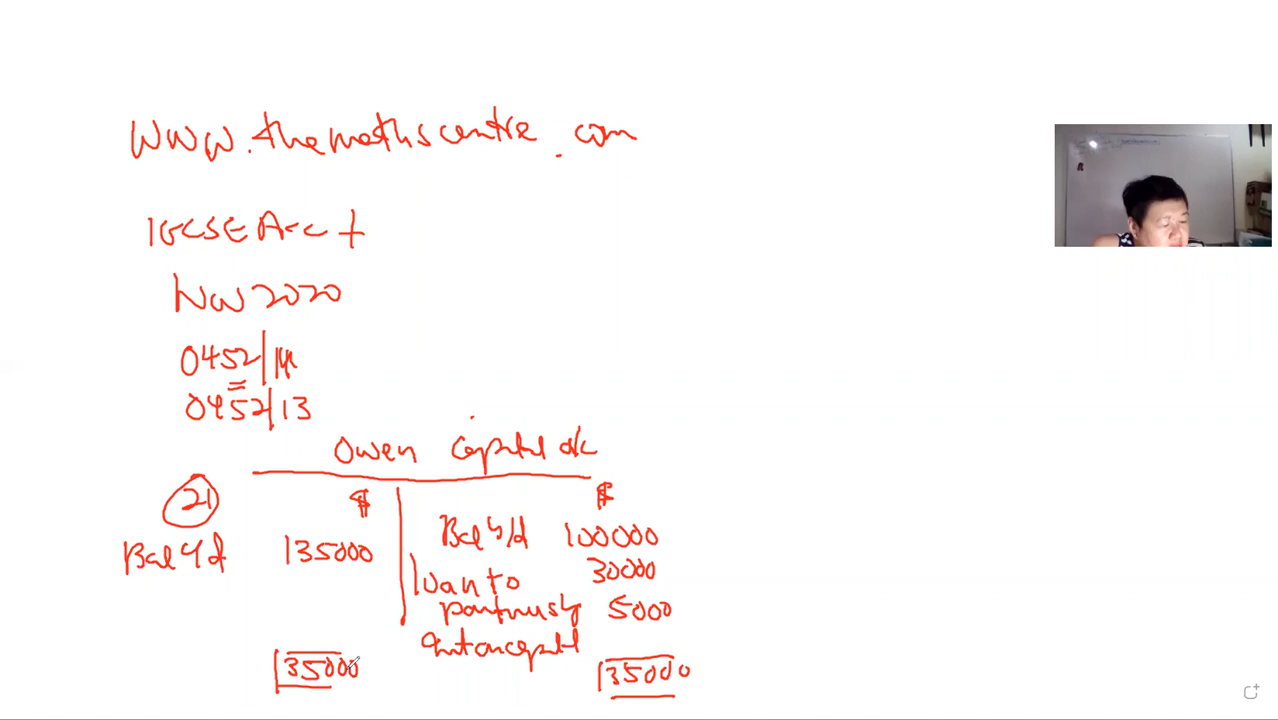 www.themathscentre.com
IGCSE Acct
Nov 2020
0452/14
0452/13
Owen Capital a/c
21 $ $
Bal c/d 135000 Bal b/d 100000
Loan to 30000
partnership 5000
Int on capital
135000 135000